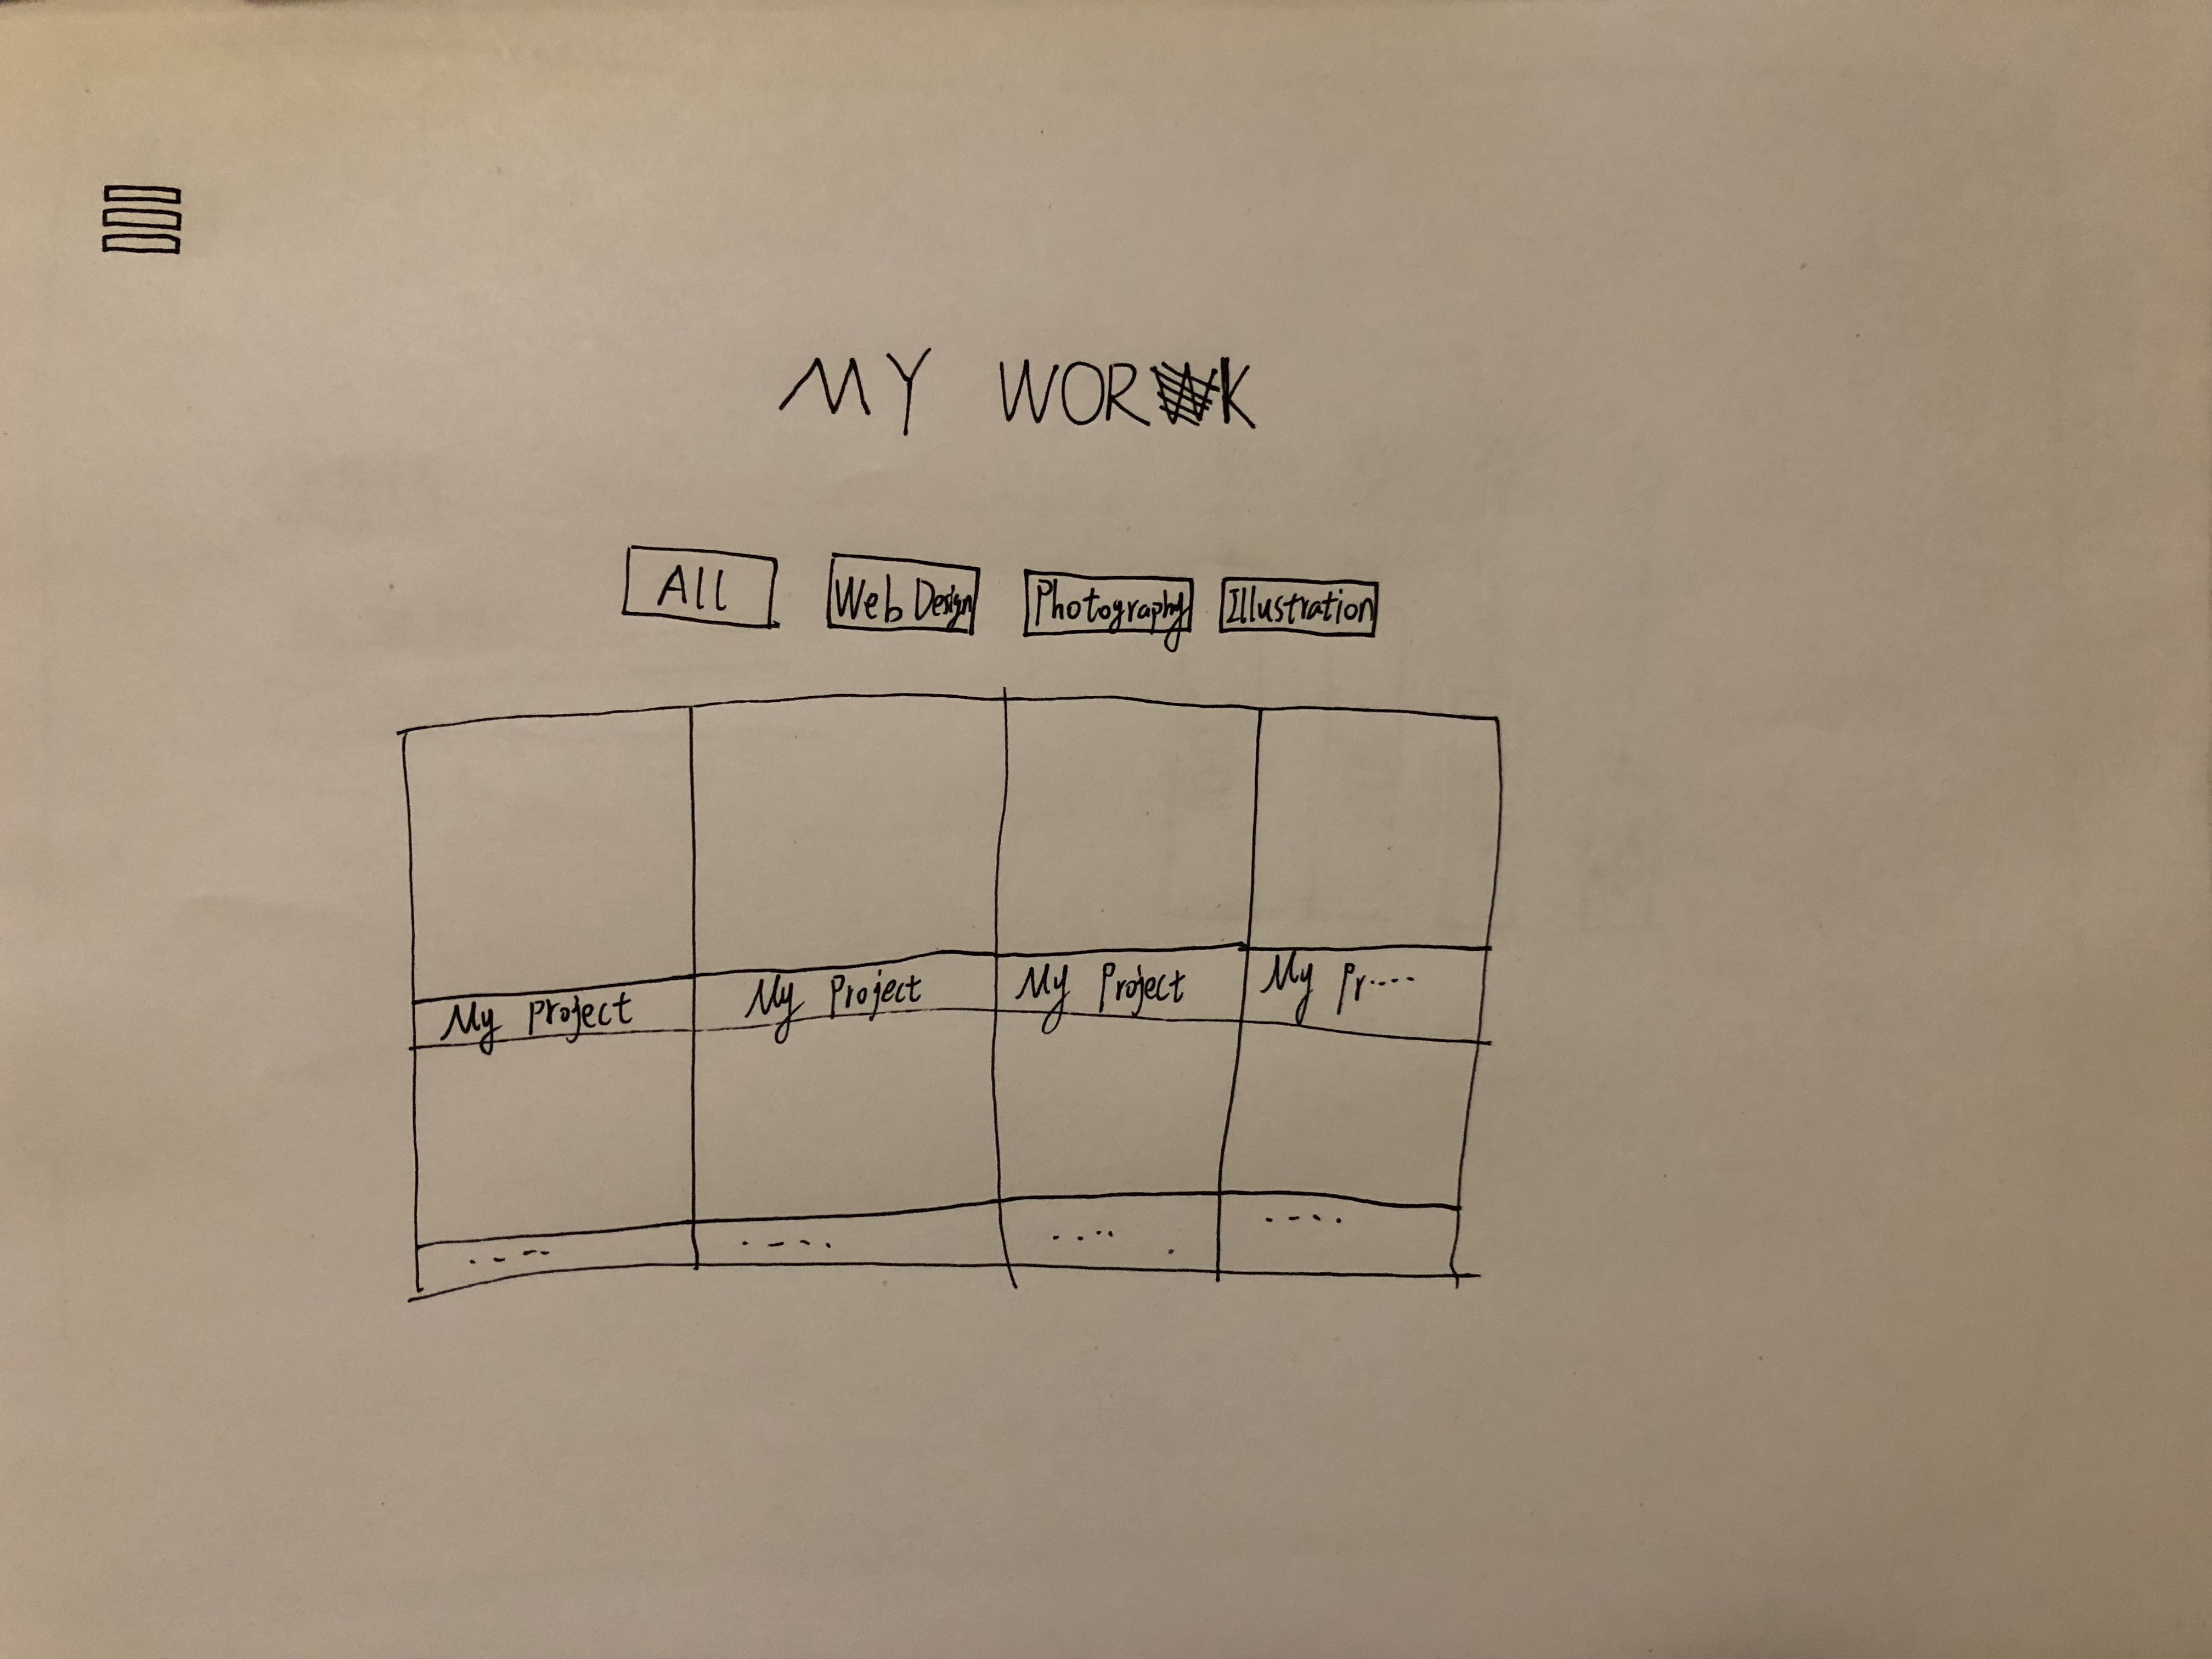 MY WORK
All Web Design Photography Illustration
My Project My Project My Project My Pr....
.... .... .... ....